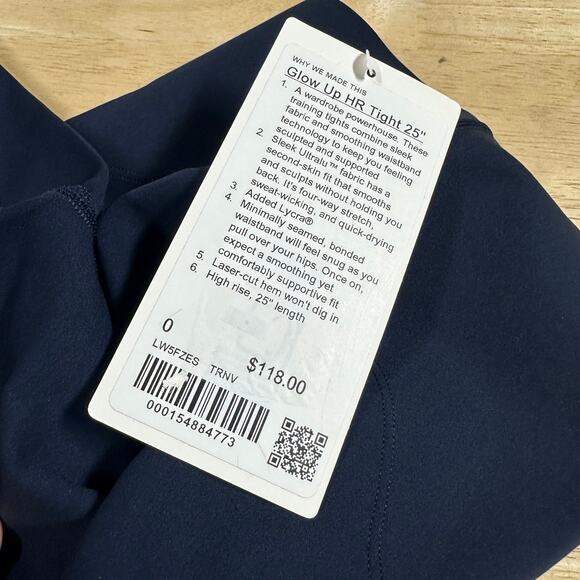 WHY WE MADE THIS
Glow Up HR Tight 25"
1. A wardrobe powerhouse. These
training tights combine sleek
fabric and smoothing waistband
technology to keep you feeling
sculpted and supported
2. Sleek Ultralu™ fabric has a
second-skin fit that smooths
and sculpts without holding you
back. It's four-way stretch,
sweat-wicking, and quick-drying
3. Added Lycra®
4. Minimally seamed, bonded
waistband will feel snug as you
pull over your hips. Once on,
expect a smoothing yet
comfortably supportive fit
5. Laser-cut hem won't dig in
6. High rise, 25" length
0
$118.00
LW5FZES TRNV
000154884773